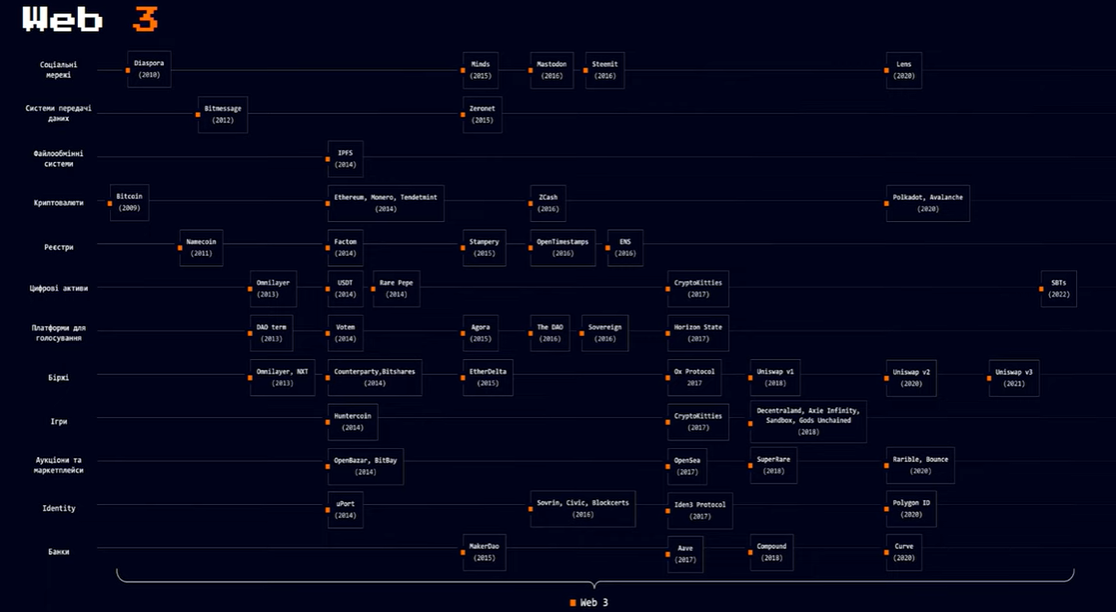 Web 3
Соціальні
мережі
Diaspora
(2010)
Minds
(2015)
Mastodon
(2016)
Steemit
(2016)
Lens
(2020)
Системи передачі
даних
Bitmessage
(2012)
Zeronet
(2015)
Файлообмінні
системи
IPFS
(2014)
Криптовалюти
Bitcoin
(2009)
Ethereum, Monero, Tendetmint
(2014)
ZCash
(2016)
Polkadot, Avalanche
(2020)
Реєстри
Namecoin
(2011)
Factom
(2014)
Stampery
(2015)
OpenTimestamps
(2016)
ENS
(2016)
Цифрові активи
Omnilayer
(2013)
USDT
(2014)
Rare Pepe
(2014)
CryptoKitties
(2017)
SBTs
(2022)
Платформи для
голосування
DAO term
(2013)
Votem
(2014)
Agora
(2015)
The DAO
(2016)
Sovereign
(2016)
Horizon State
(2017)
Біржі
Omnilayer, NXT
(2013)
Counterparty,Bitshares
(2014)
EtherDelta
(2015)
Ox Protocol
2017
Uniswap v1
(2018)
Uniswap v2
(2020)
Uniswap v3
(2021)
Ігри
Huntercoin
(2014)
CryptoKitties
(2017)
Decentraland, Axie Infinity,
Sandbox, Gods Unchained
(2018)
Аукціони та
маркетплейси
OpenBazar, BitBay
(2014)
OpenSea
(2017)
SuperRare
(2018)
Rarible, Bounce
(2020)
Identity
uPort
(2014)
Sovrin, Civic, Blockcerts
(2016)
Iden3 Protocol
(2017)
Polygon ID
(2020)
Банки
MakerDao
(2015)
Aave
(2017)
Compound
(2018)
Curve
(2020)
Web 3